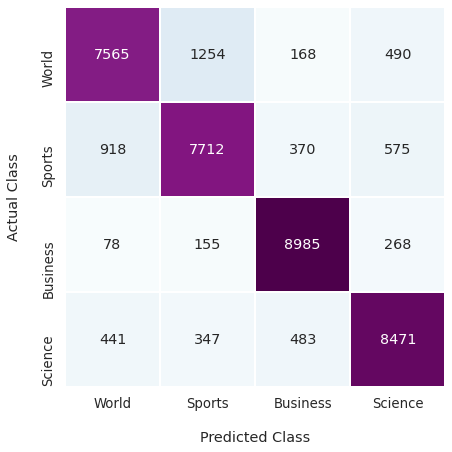 World 7565 1254 168 490
Sports 918 7712 370 575
Business 78 155 8985 268
Science 441 347 483 8471
Actual Class
World Sports Business Science
Predicted Class